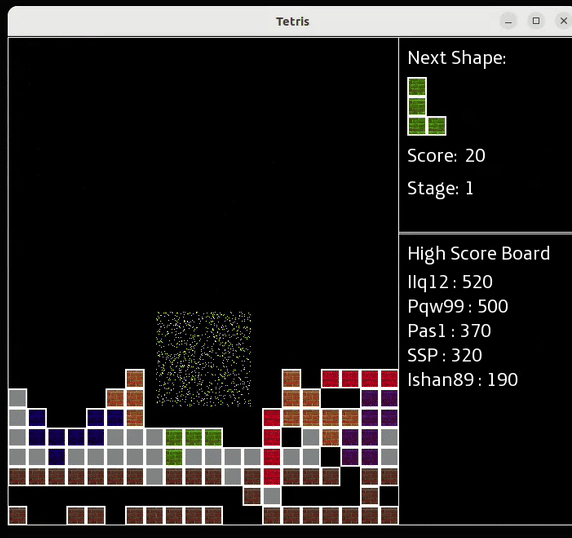 Tetris
Next Shape:
Score: 20
Stage: 1
High Score Board
IIq12 : 520
Pqw99 : 500
Pas1 : 370
SSP : 320
Ishan89 : 190